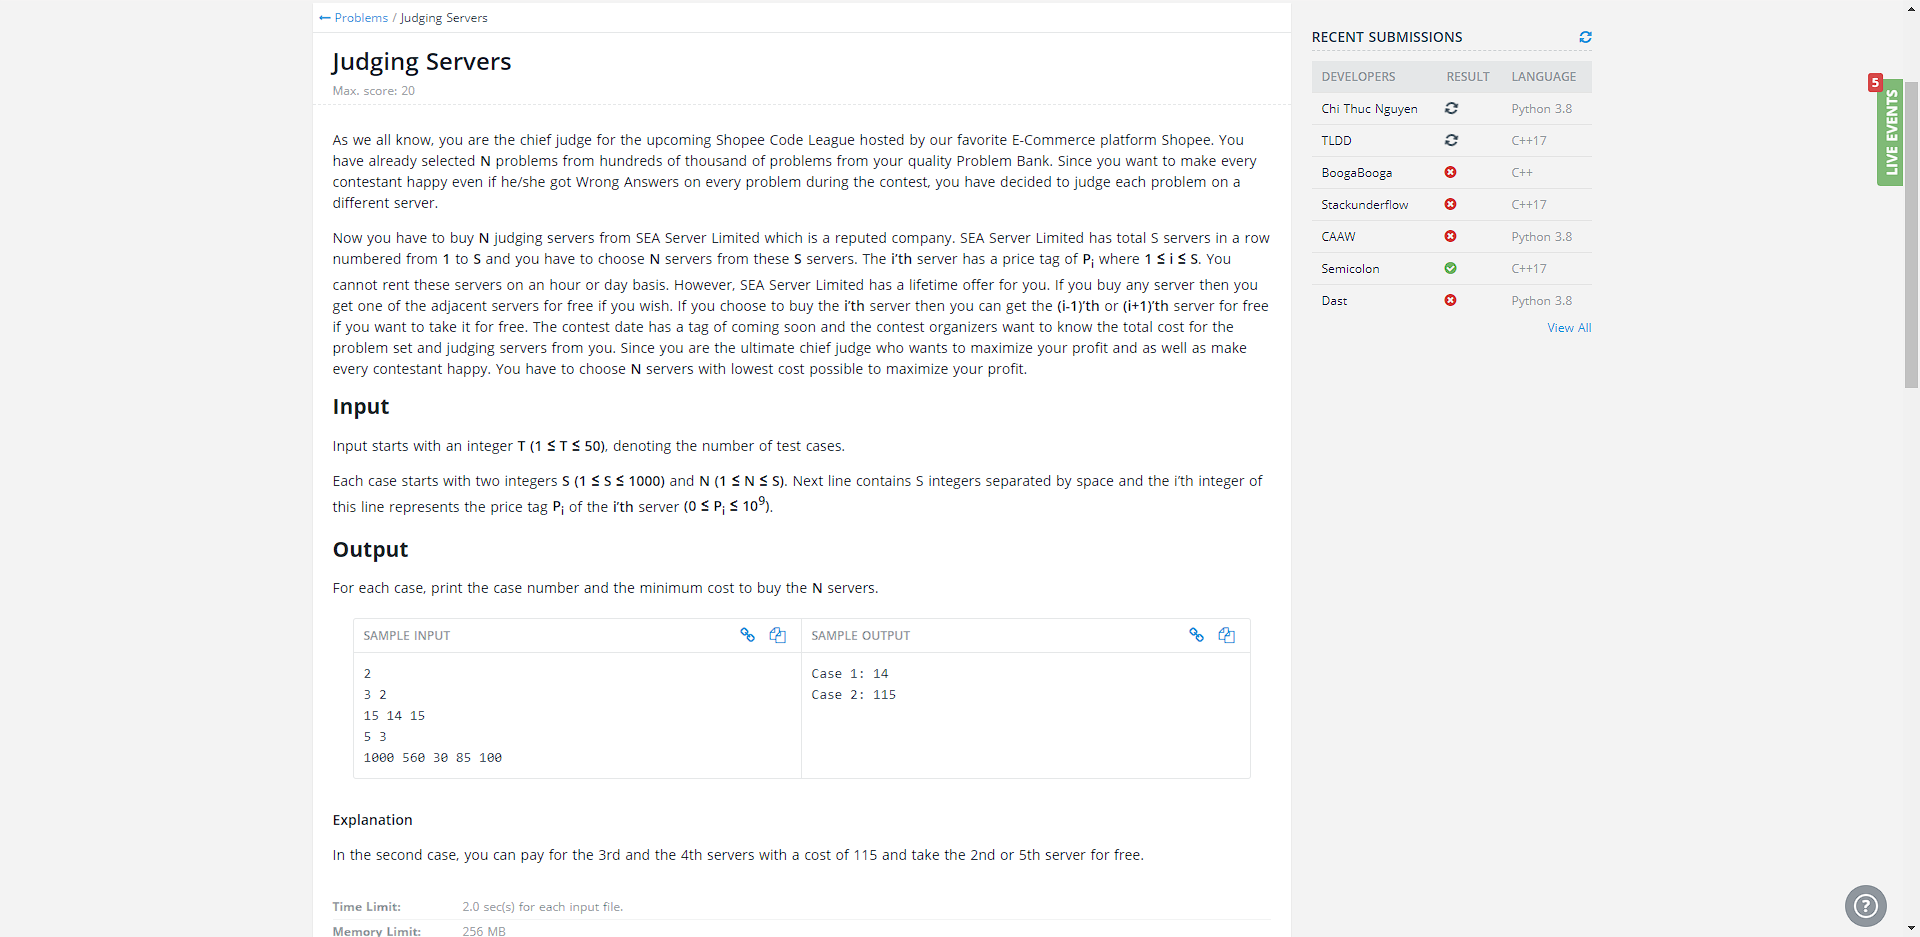 ← Problems / Judging Servers
Judging Servers
Max. score: 20
As we all know, you are the chief judge for the upcoming Shopee Code League hosted by our favorite E-Commerce platform Shopee. You
have already selected N problems from hundreds of thousand of problems from your quality Problem Bank. Since you want to make every
contestant happy even if he/she got Wrong Answers on every problem during the contest, you have decided to judge each problem on a
different server.
Now you have to buy N judging servers from SEA Server Limited which is a reputed company. SEA Server Limited has total S servers in a row
numbered from 1 to S and you have to choose N servers from these S servers. The i'th server has a price tag of Pi where 1 ≤ i ≤ S. You
cannot rent these servers on an hour or day basis. However, SEA Server Limited has a lifetime offer for you. If you buy any server then you
get one of the adjacent servers for free if you wish. If you choose to buy the i'th server then you can get the (i-1)'th or (i+1)'th server for free
if you want to take it for free. The contest date has a tag of coming soon and the contest organizers want to know the total cost for the
problem set and judging servers from you. Since you are the ultimate chief judge who wants to maximize your profit and as well as make
every contestant happy. You have to choose N servers with lowest cost possible to maximize your profit.
Input
Input starts with an integer T (1 ≤ T ≤ 50), denoting the number of test cases.
Each case starts with two integers S (1 ≤ S ≤ 1000) and N (1 ≤ N ≤ S). Next line contains S integers separated by space and the i'th integer of
this line represents the price tag Pi of the i'th server (0 ≤ Pi ≤ 10^9).
Output
For each case, print the case number and the minimum cost to buy the N servers.
SAMPLE INPUT
2
3 2
15 14 15
5 3
1000 560 30 85 100
SAMPLE OUTPUT
Case 1: 14
Case 2: 115
Explanation
In the second case, you can pay for the 3rd and the 4th servers with a cost of 115 and take the 2nd or 5th server for free.
Time Limit: 2.0 sec(s) for each input file.
Memory Limit: 256 MB
RECENT SUBMISSIONS
DEVELOPERS RESULT LANGUAGE
Chi Thuc Nguyen Python 3.8
TLDD C++17
BoogaBooga C++
Stackunderflow C++17
CAAW Python 3.8
Semicolon C++17
Dast Python 3.8
View All
5
LIVE EVENTS
?